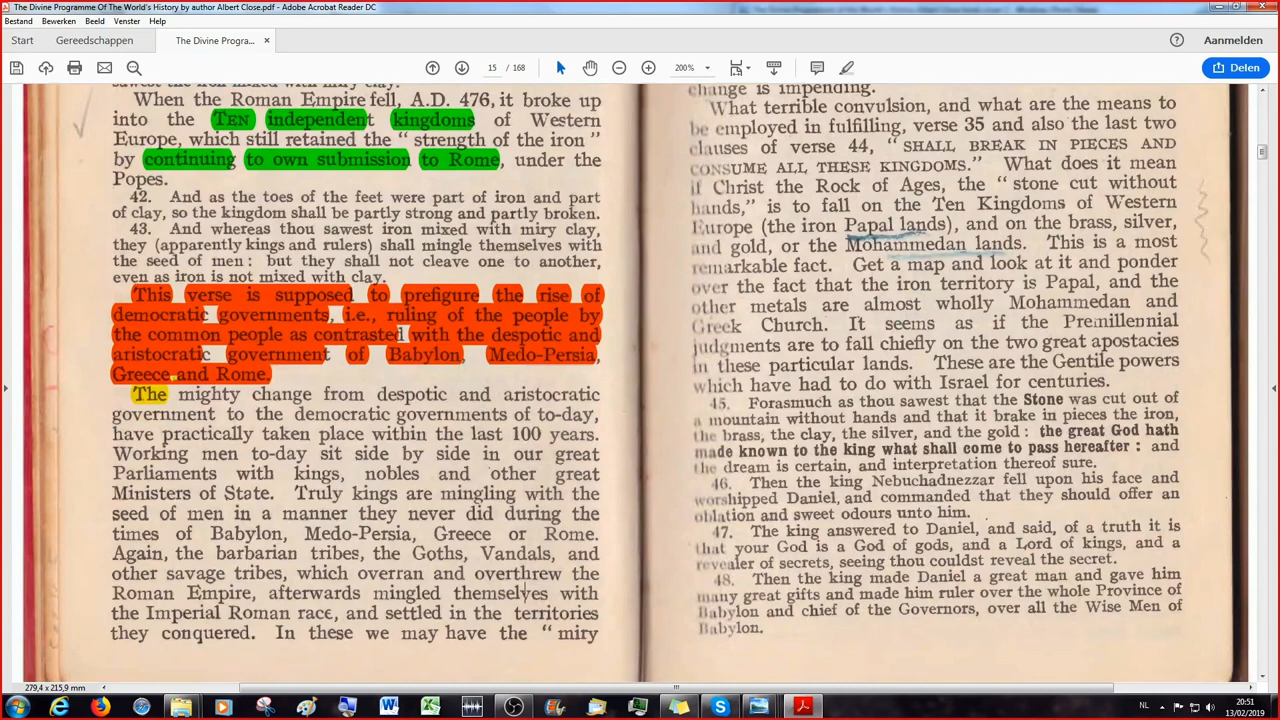 The Divine Programme Of The World's History by author Albert Close.pdf - Adobe Acrobat Reader DC
Bestand Bewerken Beeld Venster Help
Start Gereedschappen The Divine Progra... ×
Aanmelden
15 / 168 200% Delen
When the Roman Empire fell, A.D. 476, it broke up
into the TEN independent kingdoms of Western
Europe, which still retained the “ strength of the iron ”
by continuing to own submission to Rome, under the
Popes.
42. And as the toes of the feet were part of iron and part
of clay, so the kingdom shall be partly strong and partly broken.
43. And whereas thou sawest iron mixed with miry clay,
they (apparently kings and rulers) shall mingle themselves with
the seed of men : but they shall not cleave one to another,
even as iron is not mixed with clay.
This verse is supposed to prefigure the rise of
democratic governments, i.e., ruling of the people by
the common people as contrasted with the despotic and
aristocratic government of Babylon, Medo-Persia,
Greece and Rome.
The mighty change from despotic and aristocratic
government to the democratic governments of to-day,
have practically taken place within the last 100 years.
Working men to-day sit side by side in our great
Parliaments with kings, nobles and other great
Ministers of State. Truly kings are mingling with the
seed of men in a manner they never did during the
times of Babylon, Medo-Persia, Greece or Rome.
Again, the barbarian tribes, the Goths, Vandals, and
other savage tribes, which overran and overthrew the
Roman Empire, afterwards mingled themselves with
the Imperial Roman race, and settled in the territories
they conquered. In these we may have the “ miry
change is impending.
What terrible convulsion, and what are the means to
be employed in fulfilling, verse 35 and also the last two
clauses of verse 44, “SHALL BREAK IN PIECES AND
CONSUME ALL THESE KINGDOMS.” What does it mean
if Christ the Rock of Ages, the “stone cut without
hands,” is to fall on the Ten Kingdoms of Western
Europe (the iron Papal lands), and on the brass, silver,
and gold, or the Mohammedan lands. This is a most
remarkable fact. Get a map and look at it and ponder
over the fact that the iron territory is Papal, and the
other metals are almost wholly Mohammedan and
Greek Church. It seems as if the Premillennial
judgments are to fall chiefly on the two great apostacies
in these particular lands. These are the Gentile powers
which have had to do with Israel for centuries.
45. Forasmuch as thou sawest that the Stone was cut out of
a mountain without hands and that it brake in pieces the iron,
the brass, the clay, the silver, and the gold : the great God hath
made known to the king what shall come to pass hereafter : and
the dream is certain, and interpretation thereof sure.
46. Then the king Nebuchadnezzar fell upon his face and
worshipped Daniel, and commanded that they should offer an
oblation and sweet odours unto him.
47. The king answered to Daniel, and said, of a truth it is
that your God is a God of gods, and a Lord of kings, and a
revealer of secrets, seeing thou couldst reveal the secret.
48. Then the king made Daniel a great man and gave him
many great gifts and made him ruler over the whole Province of
Babylon and chief of the Governors, over all the Wise Men of
Babylon.
279,4 x 215,9 mm
NL 20:51
13/02/2019